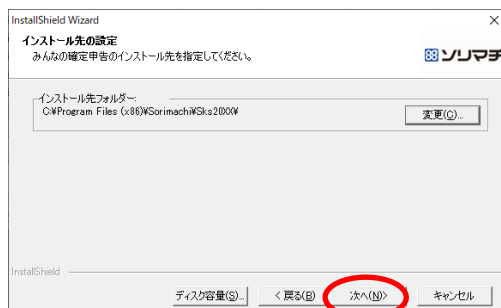 InstallShield Wizard
インストール先の設定
みんなの確定申告のインストール先を指定してください。
ソリマチ
インストール先フォルダー:
C:¥Program Files (x86)¥Sorimachi¥Sks20XX¥
変更(C)...
InstallShield
ディスク容量(S)...
< 戻る(B)
次へ(N)>
キャンセル